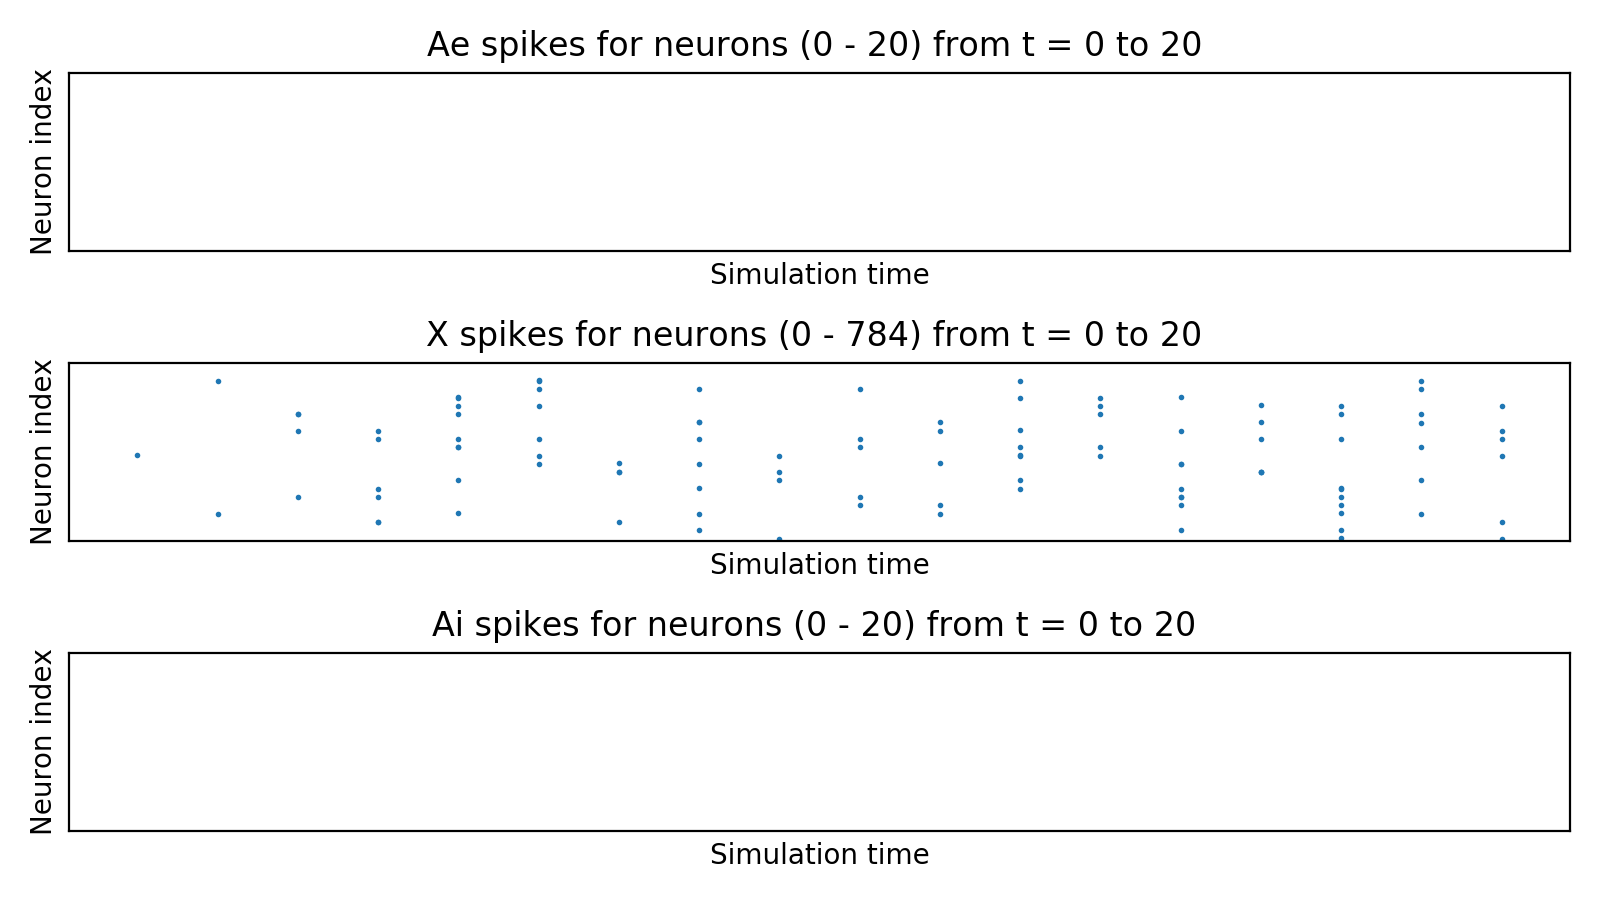 Ae spikes for neurons (0 - 20) from t = 0 to 20
Neuron index
Simulation time
X spikes for neurons (0 - 784) from t = 0 to 20
Neuron index
Simulation time
Ai spikes for neurons (0 - 20) from t = 0 to 20
Neuron index
Simulation time